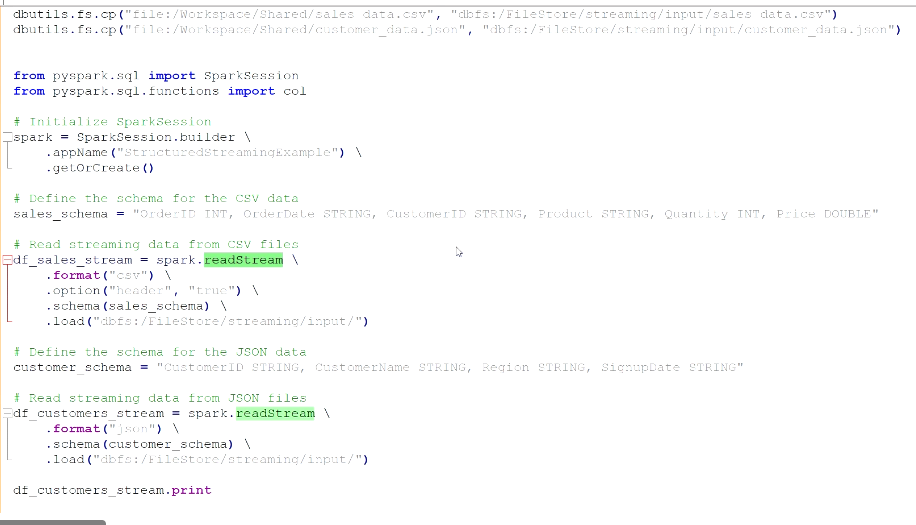 dbutils.fs.cp("file:/Workspace/Shared/sales_data.csv", "dbfs:/FileStore/streaming/input/sales_data.csv")
dbutils.fs.cp("file:/Workspace/Shared/customer_data.json", "dbfs:/FileStore/streaming/input/customer_data.json")
from pyspark.sql import SparkSession
from pyspark.sql.functions import col
# Initialize SparkSession
spark = SparkSession.builder \
.appName("StructuredStreamingExample") \
.getOrCreate()
# Define the schema for the CSV data
sales_schema = "OrderID INT, OrderDate STRING, CustomerID STRING, Product STRING, Quantity INT, Price DOUBLE"
# Read streaming data from CSV files
df_sales_stream = spark.readStream \
.format("csv") \
.option("header", "true") \
.schema(sales_schema) \
.load("dbfs:/FileStore/streaming/input/")
# Define the schema for the JSON data
customer_schema = "CustomerID STRING, CustomerName STRING, Region STRING, SignupDate STRING"
# Read streaming data from JSON files
df_customers_stream = spark.readStream \
.format("json") \
.schema(customer_schema) \
.load("dbfs:/FileStore/streaming/input/")
df_customers_stream.print